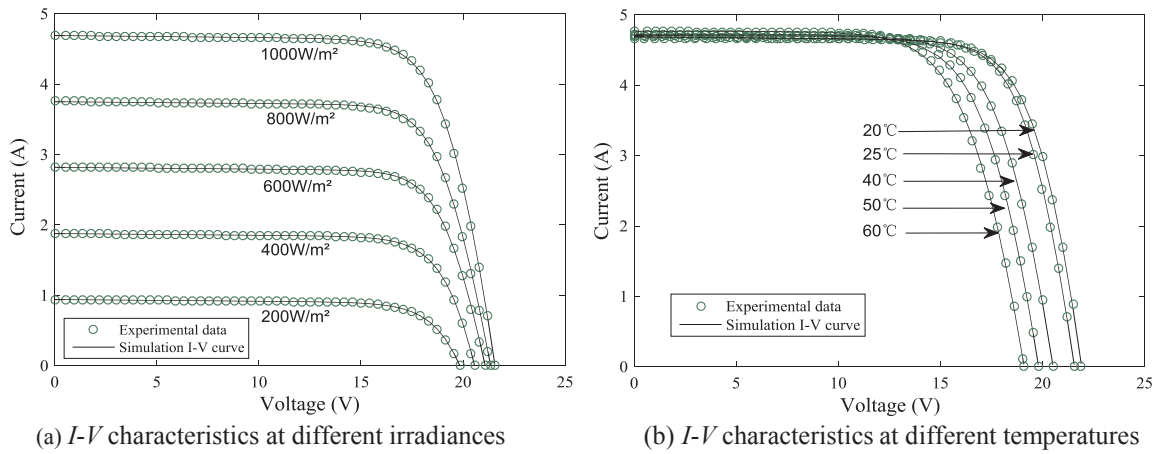 5
4
3
2
1
0
Current (A)
1000W/m²
800W/m²
600W/m²
400W/m²
200W/m²
Experimental data
Simulation I-V curve
0
5
10
15
20
25
Voltage (V)
(a) I-V characteristics at different irradiances
5
4
3
2
1
0
Current (A)
20℃
25℃
40℃
50℃
60℃
Experimental data
Simulation I-V curve
0
5
10
15
20
25
Voltage (V)
(b) I-V characteristics at different temperatures